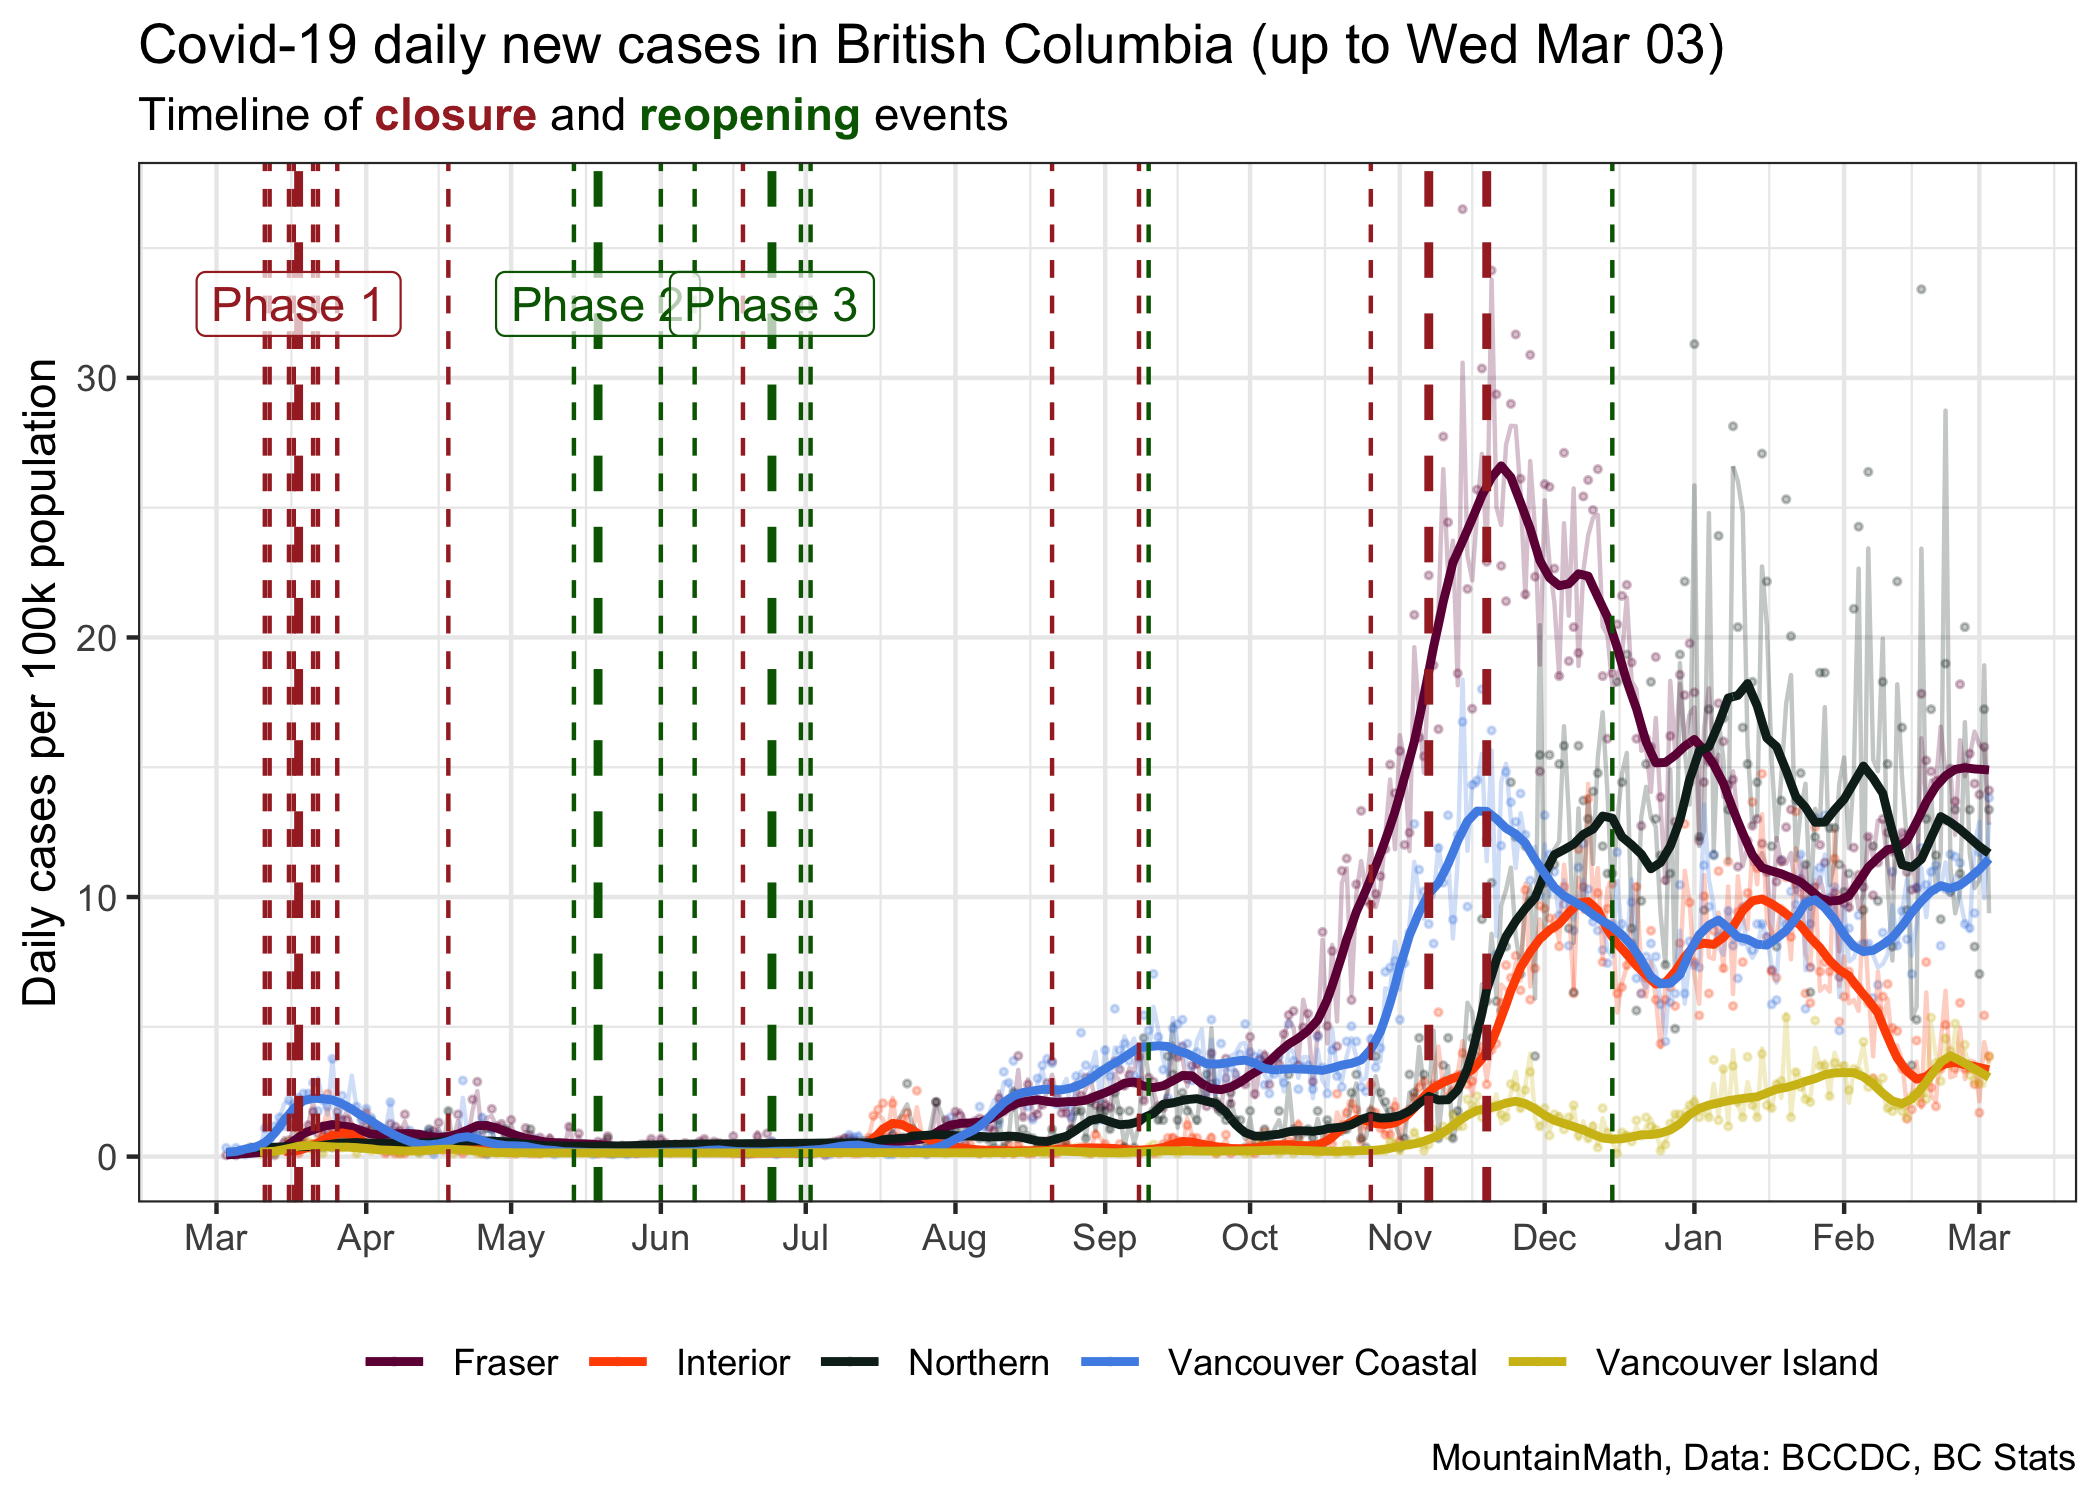 Covid-19 daily new cases in British Columbia (up to Wed Mar 03)
Timeline of closure and reopening events
Daily cases per 100k population
30
20
10
0
Phase 1
Phase 2
Phase 3
Mar Apr May Jun Jul Aug Sep Oct Nov Dec Jan Feb Mar
Fraser Interior Northern Vancouver Coastal Vancouver Island
MountainMath, Data: BCCDC, BC Stats